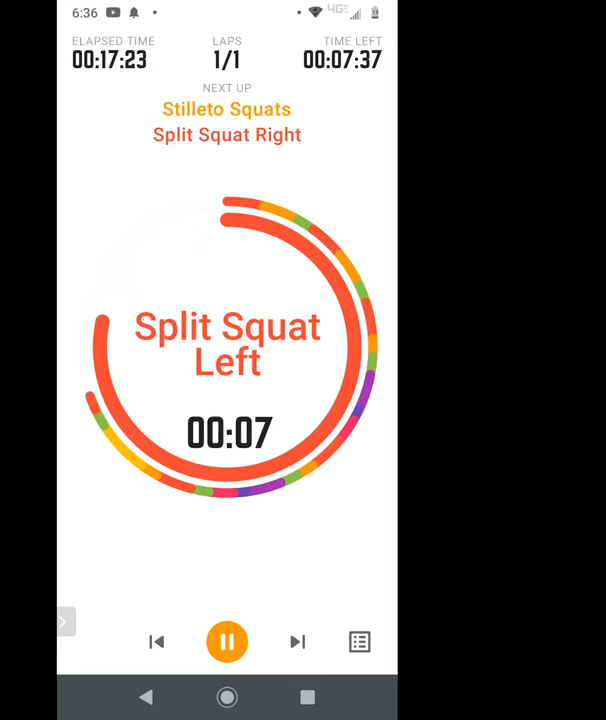 6:36
4G
ELAPSED TIME LAPS TIME LEFT
00:17:23 1/1 00:07:37
NEXT UP
Stilleto Squats
Split Squat Right
Split Squat
Left
00:07